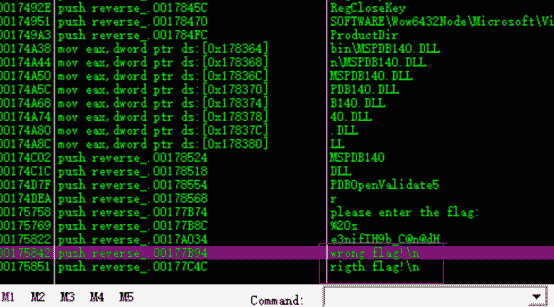 0017492E push reverse_.0017845C RegCloseKey
00174951 push reverse_.00178470 SOFTWARE\Wow6432Node\Microsoft\Vi
001749A3 push reverse_.001784FC ProductDir
00174A38 mov eax,dword ptr ds:[0x178364] bin\MSPDB140.DLL
00174A44 mov eax,dword ptr ds:[0x178368] n\MSPDB140.DLL
00174A50 mov eax,dword ptr ds:[0x17836C] MSPDB140.DLL
00174A5C mov eax,dword ptr ds:[0x178370] PDB140.DLL
00174A68 mov eax,dword ptr ds:[0x178374] B140.DLL
00174A74 mov eax,dword ptr ds:[0x178378] 40.DLL
00174A80 mov eax,dword ptr ds:[0x17837C] .DLL
00174A8C mov eax,dword ptr ds:[0x178380] LL
00174C02 push reverse_.00178524 MSPDB140
00174C1C push reverse_.00178518 DLL
00174D7F push reverse_.00178554 PDBOpenValidate5
00174DEA push reverse_.00178568 r
00175758 push reverse_.00177B74 please enter the flag:
00175769 push reverse_.00177B8C %20s
00175822 push reverse_.0017A034 e3nifIH9b_C@n@dH
00175842 push reverse_.00177B94 wrong flag!\n
00175851 push reverse_.00177C4C rigth flag!\n
M1 M2 M3 M4 M5 Command: